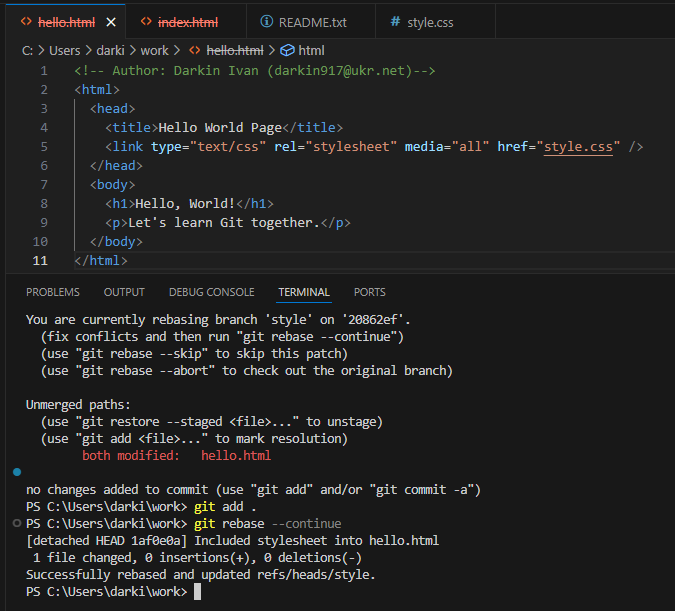 hello.html
index.html
README.txt
style.css
C: > Users > darki > work > hello.html > html
1 <!-- Author: Darkin Ivan (darkin917@ukr.net)-->
2 <html>
3 <head>
4 <title>Hello World Page</title>
5 <link type="text/css" rel="stylesheet" media="all" href="style.css" />
6 </head>
7 <body>
8 <h1>Hello, World!</h1>
9 <p>Let's learn Git together.</p>
10 </body>
11 </html>
PROBLEMS OUTPUT DEBUG CONSOLE TERMINAL PORTS
You are currently rebasing branch 'style' on '20862ef'.
(fix conflicts and then run "git rebase --continue")
(use "git rebase --skip" to skip this patch)
(use "git rebase --abort" to check out the original branch)
Unmerged paths:
(use "git restore --staged <file>..." to unstage)
(use "git add <file>..." to mark resolution)
both modified: hello.html
no changes added to commit (use "git add" and/or "git commit -a")
PS C:\Users\darki\work> git add .
PS C:\Users\darki\work> git rebase --continue
[detached HEAD 1af0e0a] Included stylesheet into hello.html
1 file changed, 0 insertions(+), 0 deletions(-)
Successfully rebased and updated refs/heads/style.
PS C:\Users\darki\work>